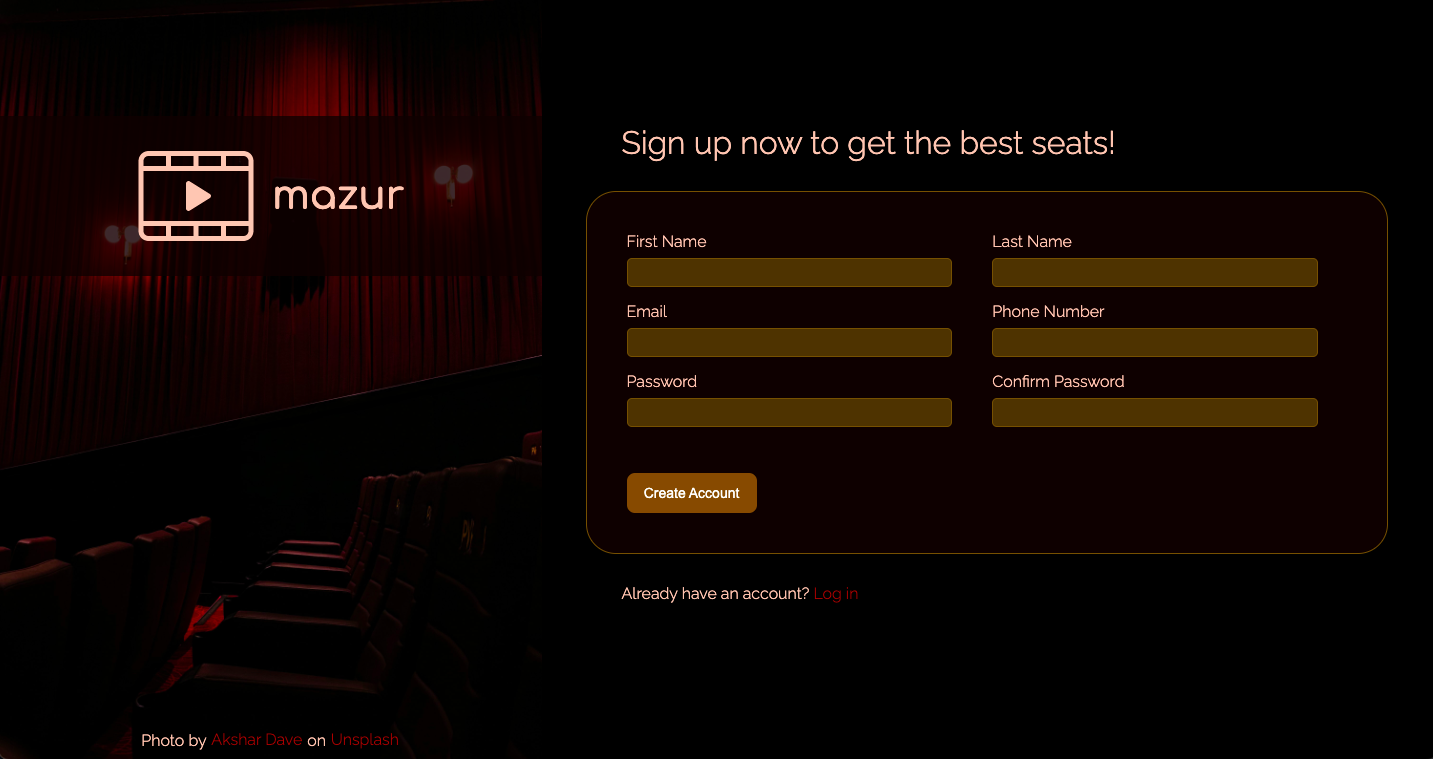 mazur
Sign up now to get the best seats!
First Name
Last Name
Email
Phone Number
Password
Confirm Password
Create Account
Already have an account? Log in
Photo by Akshar Dave on Unsplash